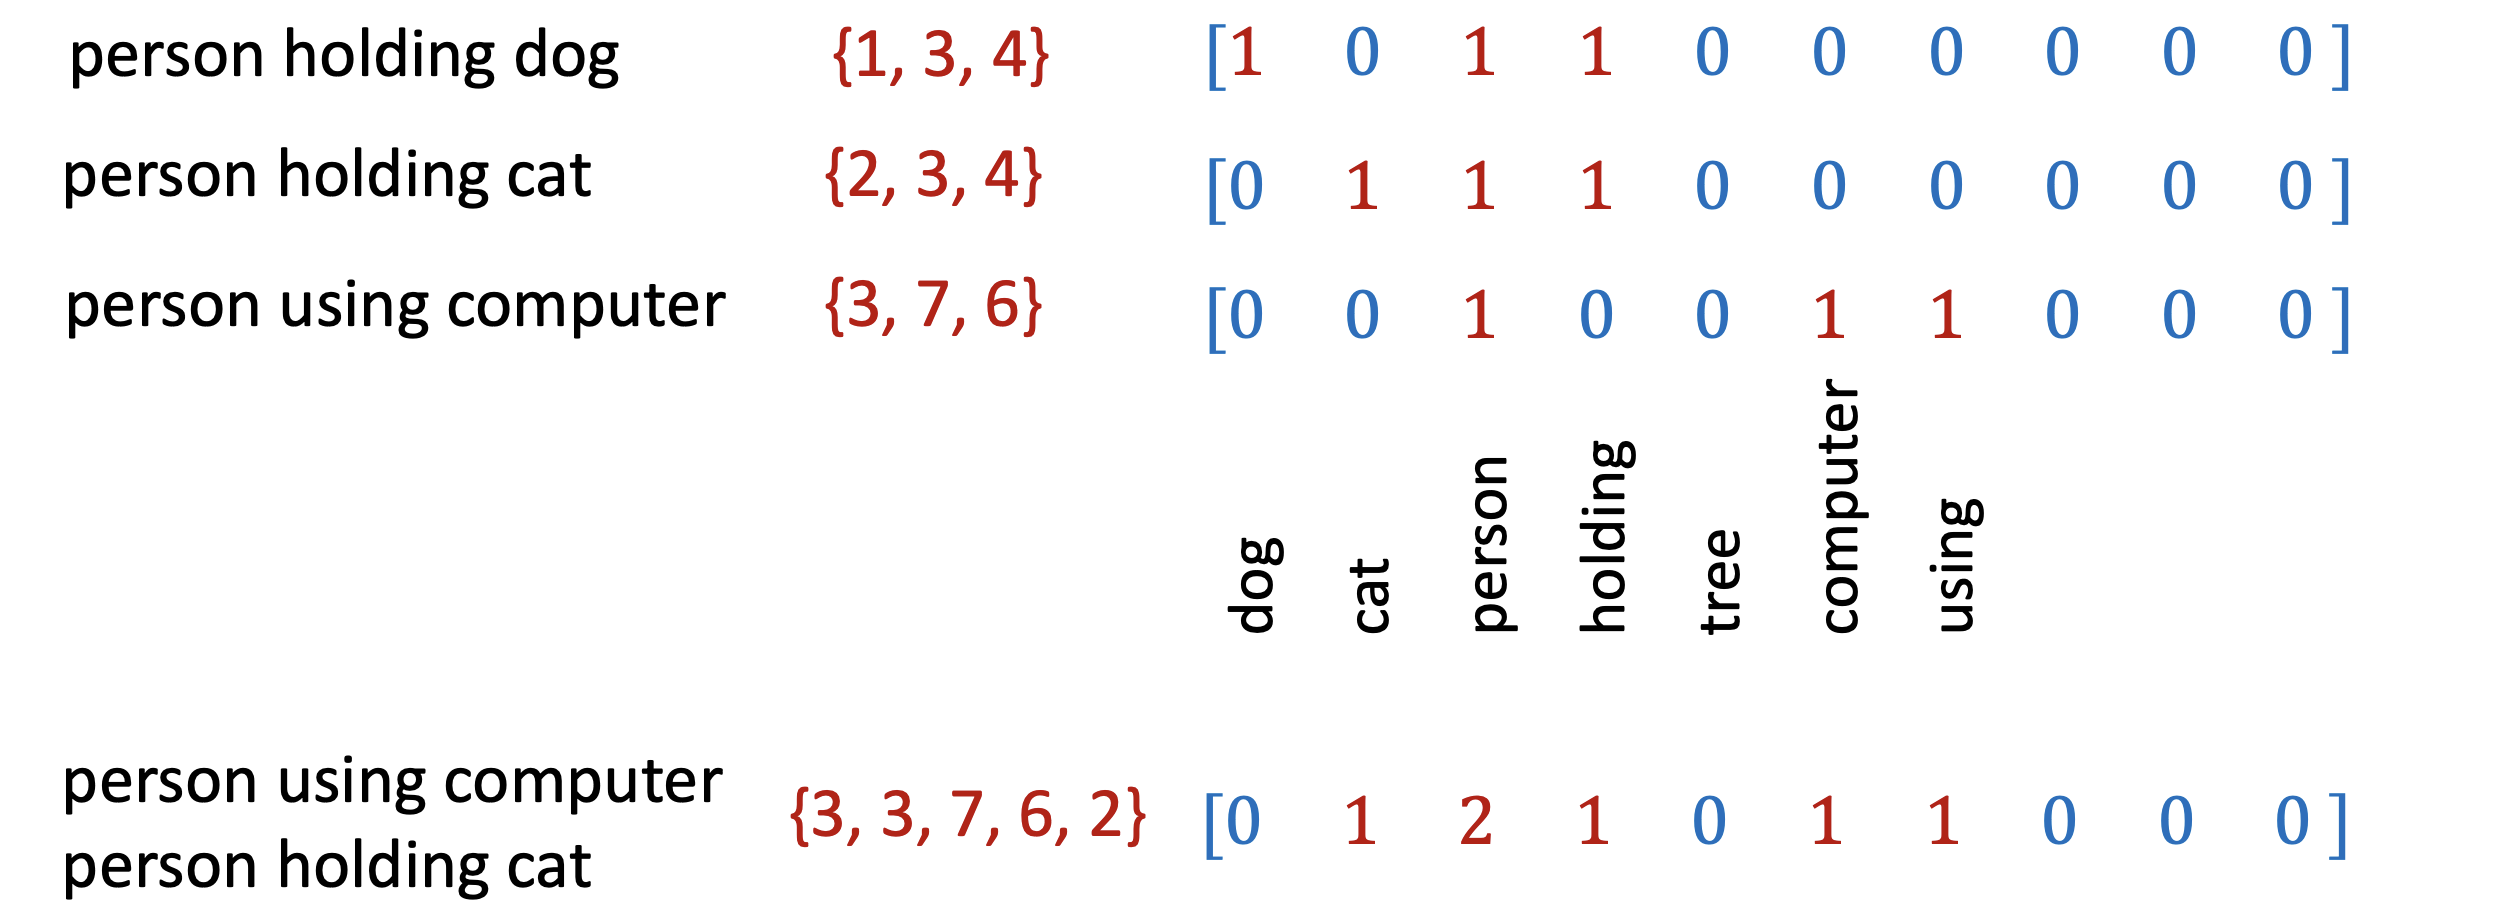 person holding dog {1, 3, 4} [1 0 1 1 0 0 0 0 0 0]
person holding cat {2, 3, 4} [0 1 1 1 0 0 0 0 0 0]
person using computer {3, 7, 6} [0 0 1 0 0 1 1 0 0 0]
dog cat person holding tree computer using
person using computer
person holding cat
{3, 3, 7, 6, 2} [0 1 2 1 0 1 1 0 0 0]